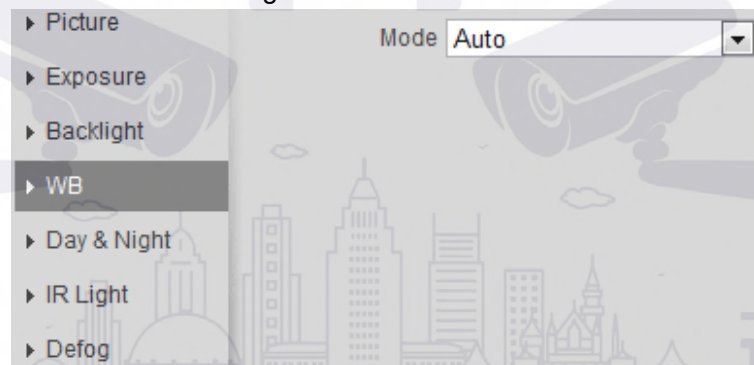 Picture
Mode Auto
Exposure
Backlight
WB
Day & Night
IR Light
Defog